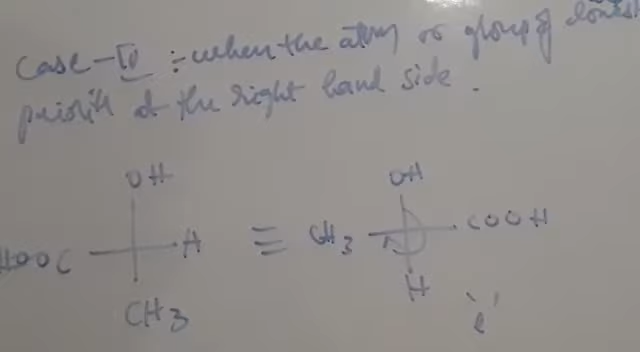 Case-IV :- when the atom or group of lowest
priority at the right hand side.
OH OH
HOOC H ≡ CH3 COOH
CH3 H
'l'